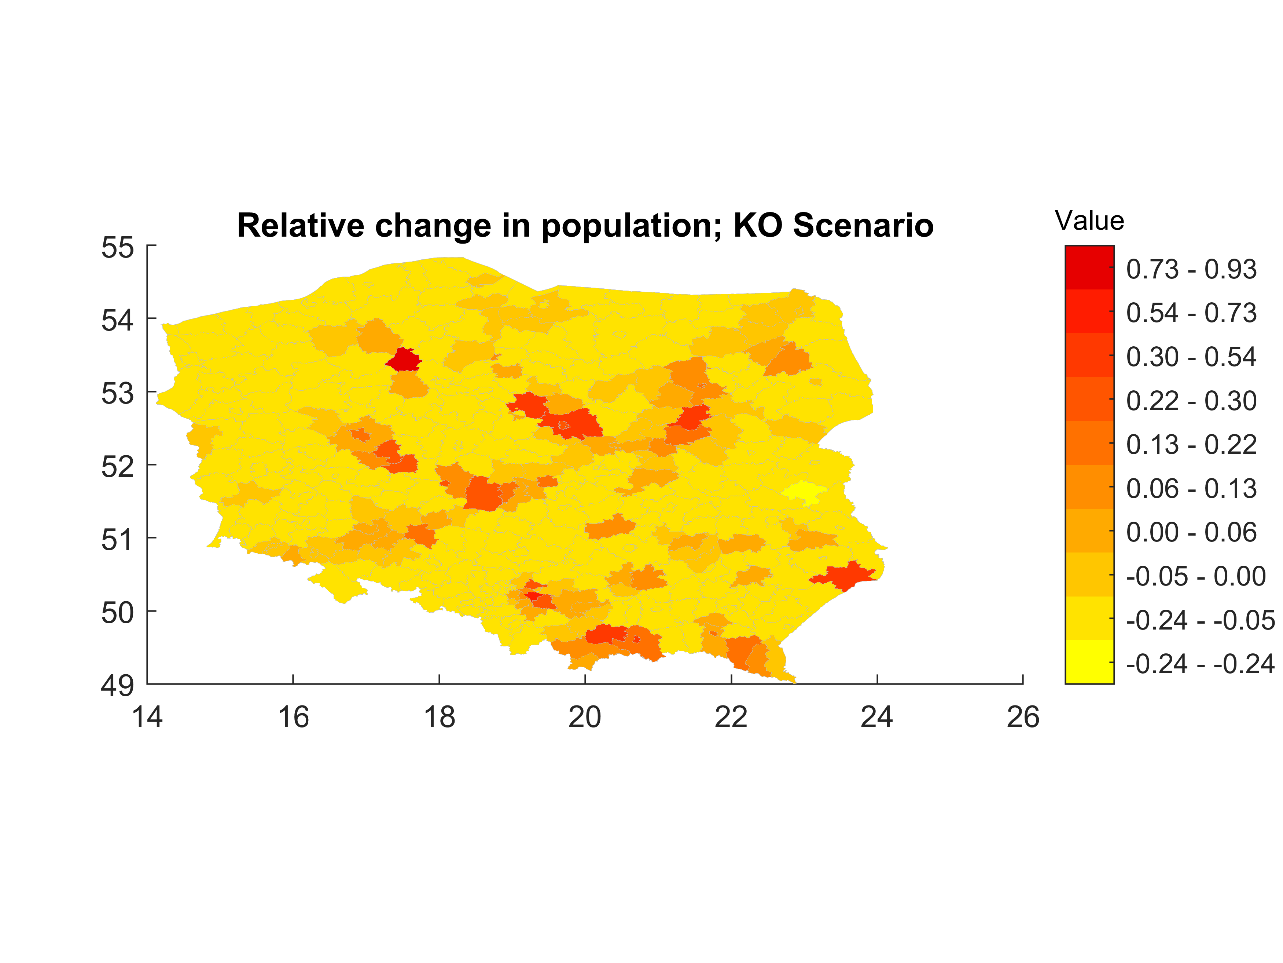 Relative change in population; KO Scenario
Value
55
54
53
52
51
50
49
14 16 18 20 22 24 26
0.73 - 0.93
0.54 - 0.73
0.30 - 0.54
0.22 - 0.30
0.13 - 0.22
0.06 - 0.13
0.00 - 0.06
-0.05 - 0.00
-0.24 - -0.05
-0.24 - -0.24